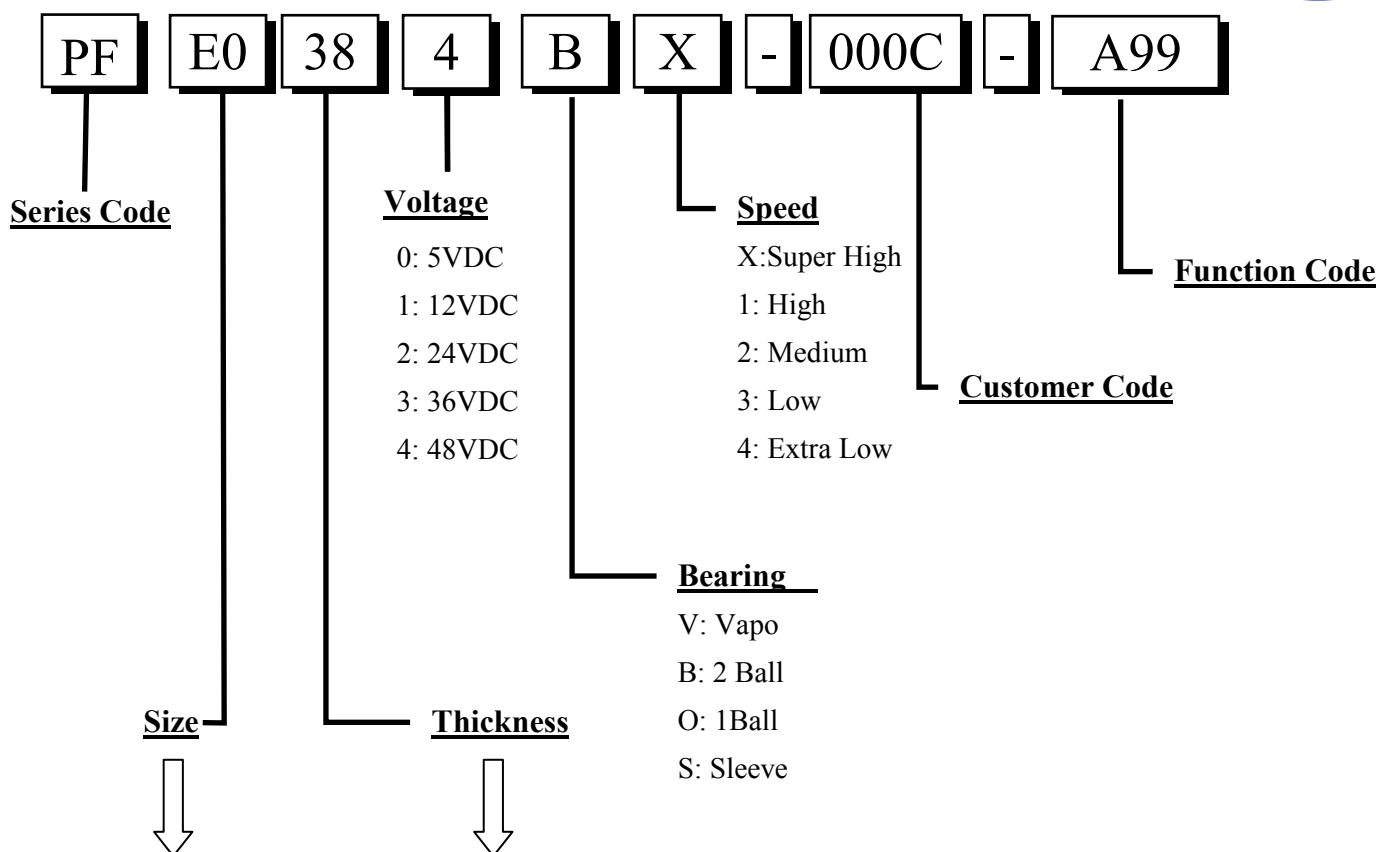 PF E0 38 4 B X - 000C - A99
Series Code
Voltage
0: 5VDC
1: 12VDC
2: 24VDC
3: 36VDC
4: 48VDC
Speed
X:Super High
1: High
2: Medium
3: Low
4: Extra Low
Function Code
Customer Code
Bearing
V: Vapo
B: 2 Ball
O: 1Ball
S: Sleeve
Size
Thickness